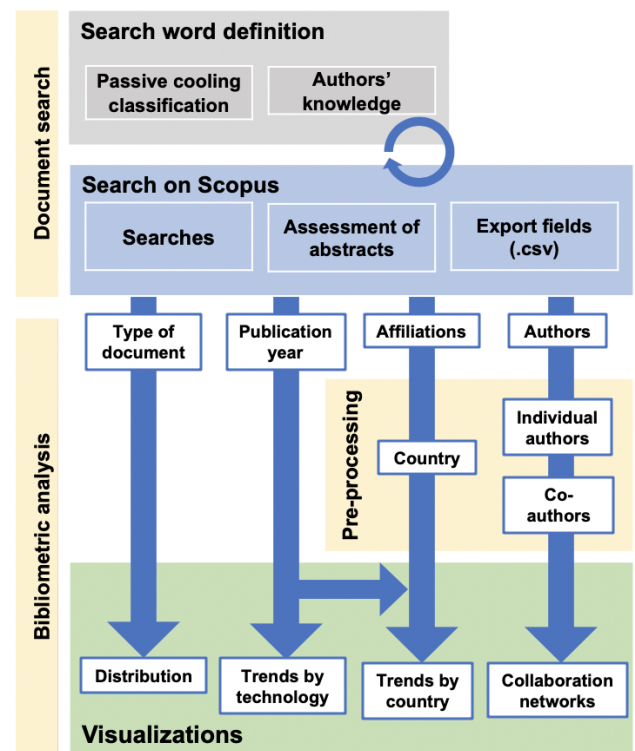 Search word definition
Passive cooling
classification
Authors'
knowledge
Document search
Search on Scopus
Searches
Assessment of
abstracts
Export fields
(.csv)
Type of
document
Publication
year
Affiliations
Authors
Bibliometric analysis
Pre-processing
Country
Individual
authors
Co-
authors
Distribution
Trends by
technology
Trends by
country
Collaboration
networks
Visualizations